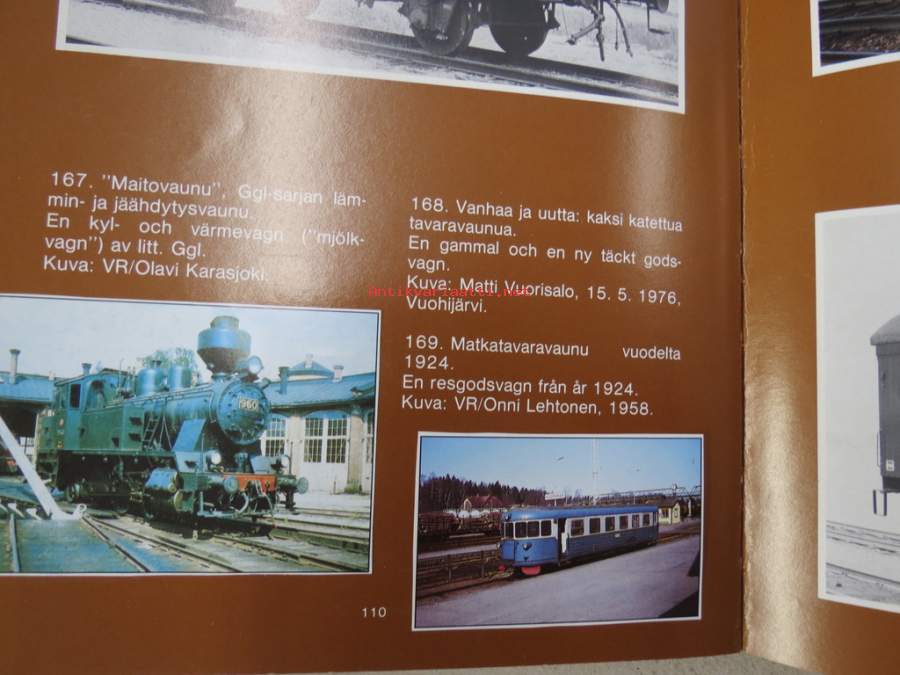 167. "Maitovaunu", Ggl-sarjan läm-
min- ja jäähdytysvaunu.
En kyl- och värmevagn ("mjölk-
vagn") av litt. Ggl.
Kuva: VR/Olavi Karasjoki.
168. Vanhaa ja uutta: kaksi katettua
tavaravaunua.
En gammal och en ny täckt gods-
vagn.
Kuva: Matti Vuorisalo, 15. 5. 1976,
Vuohijärvi.
Antikvariaatti.net
169. Matkatavaravaunu vuodelta
1924.
En resgodsvagn från år 1924.
Kuva: VR/Onni Lehtonen, 1958.
960
110